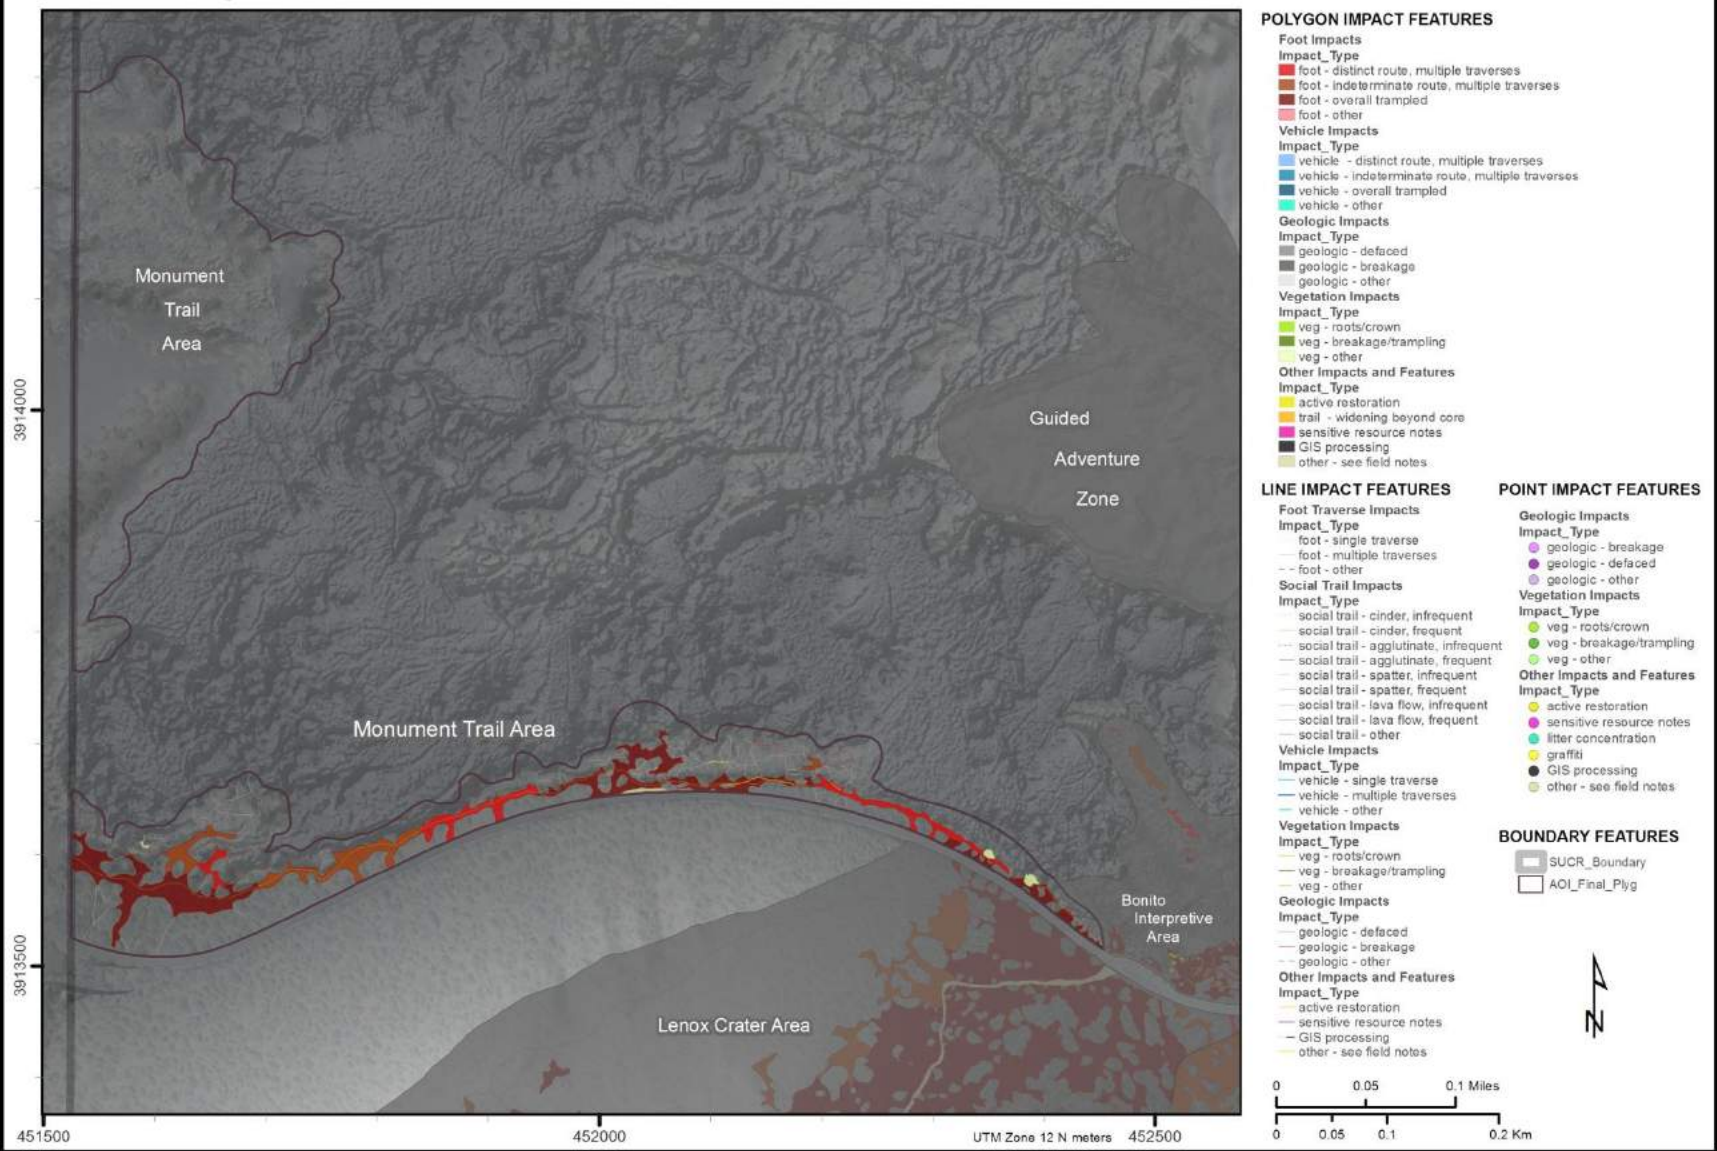 Monument
Trail
Area
Guided
Adventure
Zone
Monument Trail Area
Bonito
Interpretive
Area
Lenox Crater Area
3914000
3913500
451500
452000
UTM Zone 12 N meters
452500
POLYGON IMPACT FEATURES
Foot Impacts
Impact_Type
foot - distinct route, multiple traverses
foot - indeterminate route, multiple traverses
foot - overall trampled
foot - other
Vehicle Impacts
Impact_Type
vehicle - distinct route, multiple traverses
vehicle - indeterminate route, multiple traverses
vehicle - overall trampled
vehicle - other
Geologic Impacts
Impact_Type
geologic - defaced
geologic - breakage
geologic - other
Vegetation Impacts
Impact_Type
veg - roots/crown
veg - breakage/trampling
veg - other
Other Impacts and Features
Impact_Type
active restoration
trail - widening beyond core
sensitive resource notes
GIS processing
other - see field notes
LINE IMPACT FEATURES
Foot Traverse Impacts
Impact_Type
foot - single traverse
foot - multiple traverses
foot - other
Social Trail Impacts
Impact_Type
social trail - cinder, infrequent
social trail - cinder, frequent
social trail - agglutinate, infrequent
social trail - agglutinate, frequent
social trail - spatter, infrequent
social trail - spatter, frequent
social trail - lava flow, infrequent
social trail - lava flow, frequent
social trail - other
Vehicle Impacts
Impact_Type
vehicle - single traverse
vehicle - multiple traverses
vehicle - other
Vegetation Impacts
Impact_Type
veg - roots/crown
veg - breakage/trampling
veg - other
Geologic Impacts
Impact_Type
geologic - defaced
geologic - breakage
geologic - other
Other Impacts and Features
Impact_Type
active restoration
sensitive resource notes
GIS processing
other - see field notes
POINT IMPACT FEATURES
Geologic Impacts
Impact_Type
geologic - breakage
geologic - defaced
geologic - other
Vegetation Impacts
Impact_Type
veg - roots/crown
veg - breakage/trampling
veg - other
Other Impacts and Features
Impact_Type
active restoration
sensitive resource notes
litter concentration
graffiti
GIS processing
other - see field notes
BOUNDARY FEATURES
SUCR_Boundary
AOI_Final_Plyg
N
0 0.05 0.1 Miles
0 0.05 0.1 0.2 Km